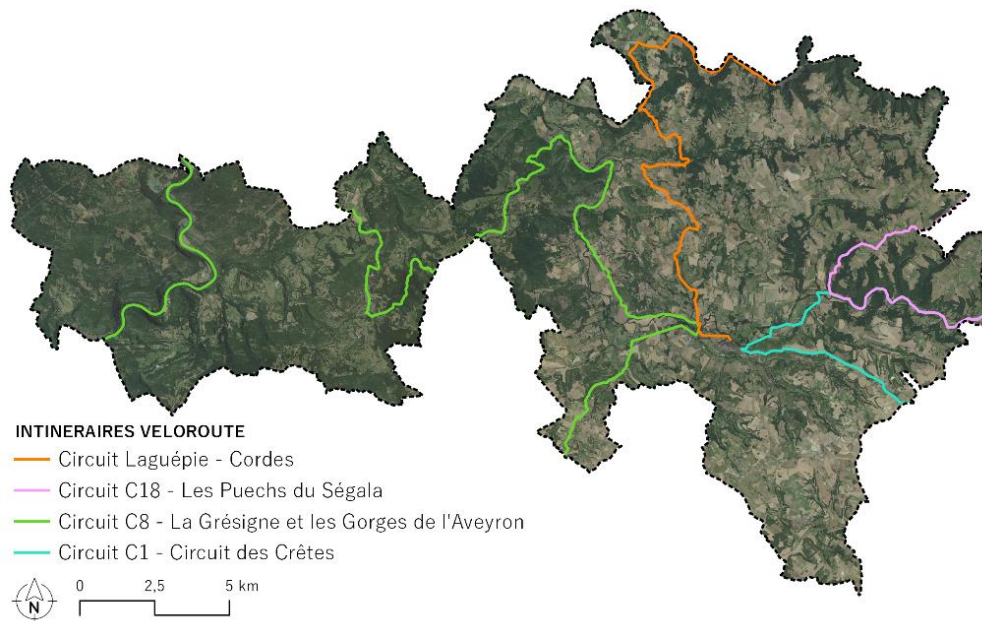 INTINERAIRES VELOROUTE
Circuit Laguépie - Cordes
Circuit C18 - Les Puechs du Ségala
Circuit C8 - La Grésigne et les Gorges de l'Aveyron
Circuit C1 - Circuit des Crêtes
N
0 2,5 5 km